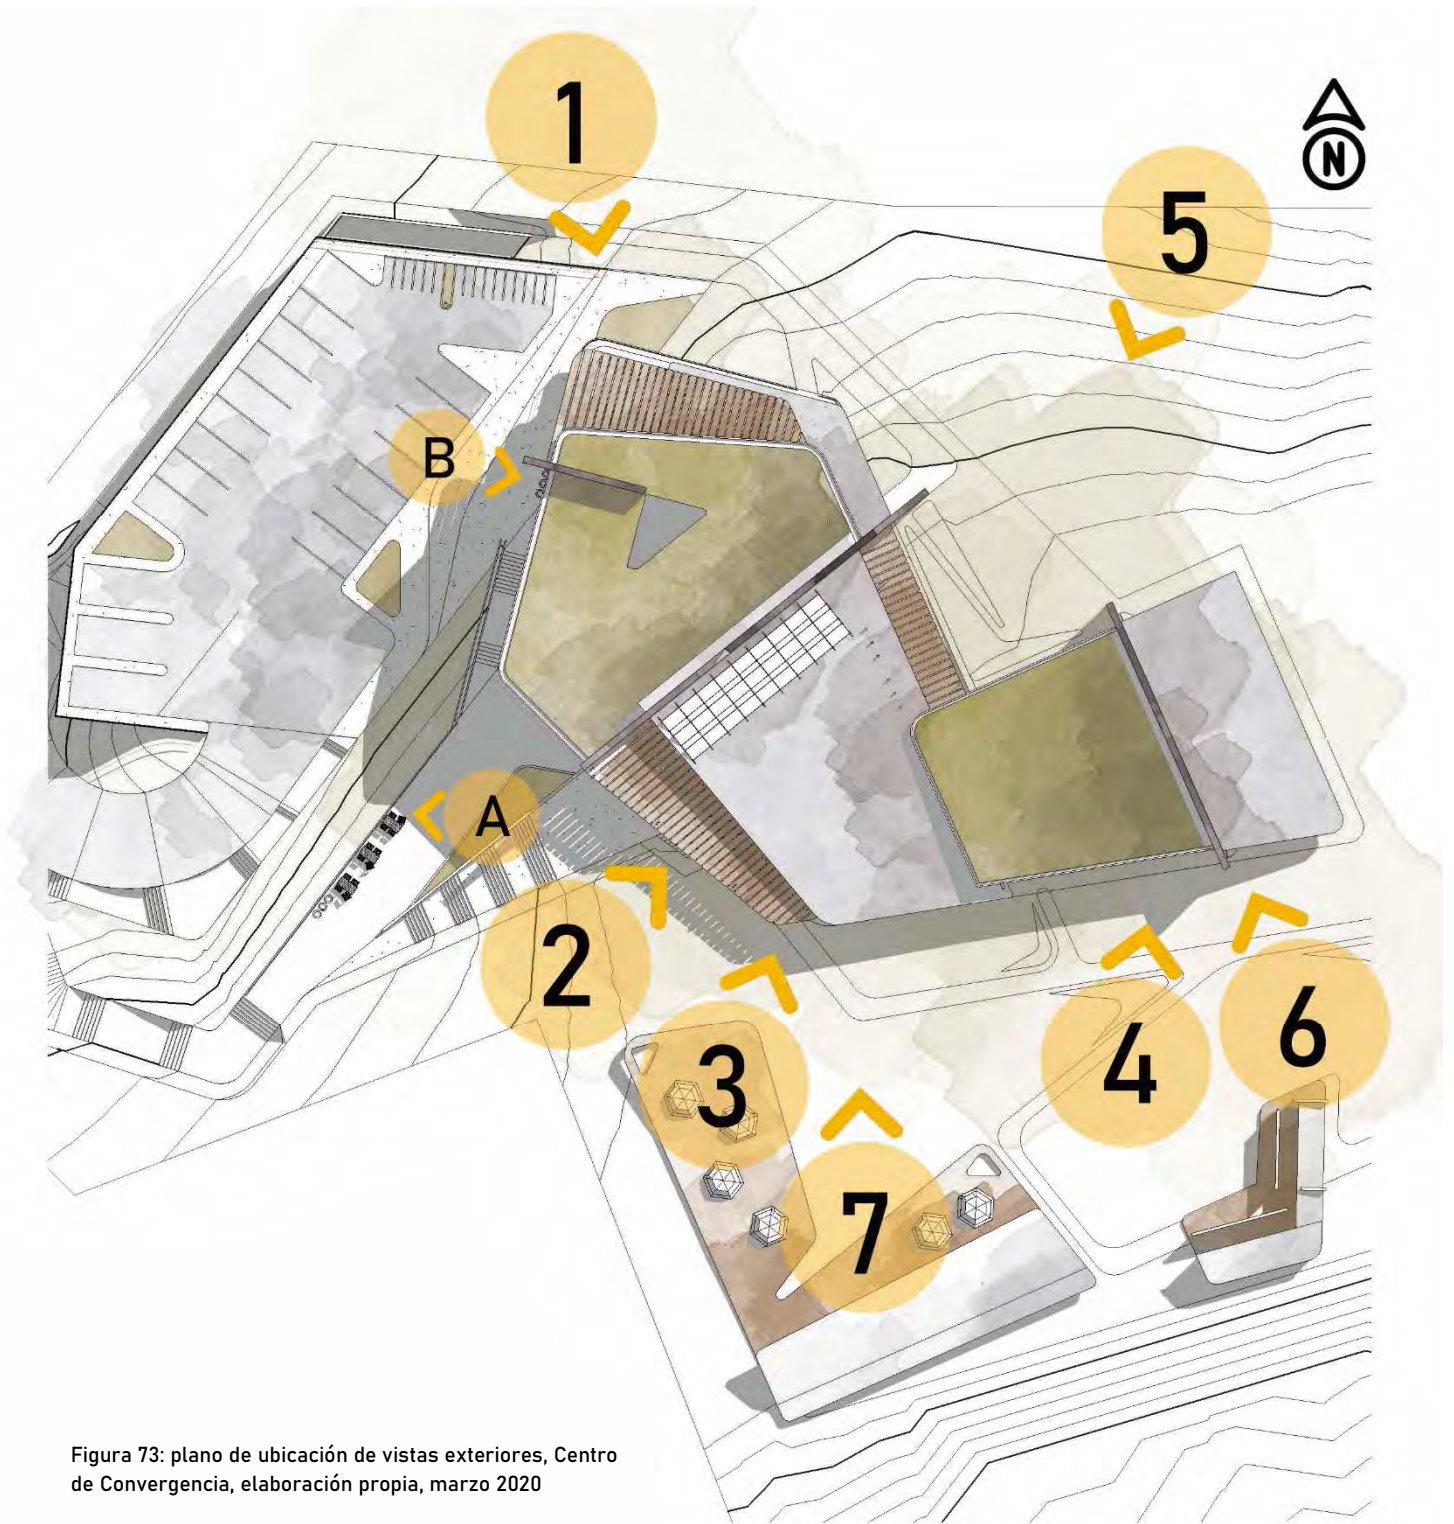 1
N
5
B
A
2
3
4
6
7
Figura 73: plano de ubicación de vistas exteriores, Centro
de Convergencia, elaboración propia, marzo 2020